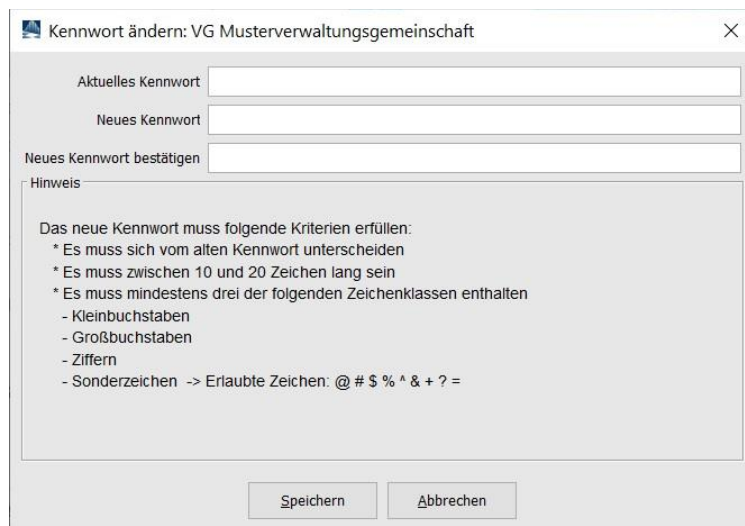 Kennwort ändern: VG Musterverwaltungsgemeinschaft
Aktuelles Kennwort
Neues Kennwort
Neues Kennwort bestätigen
Hinweis
Das neue Kennwort muss folgende Kriterien erfüllen:
* Es muss sich vom alten Kennwort unterscheiden
* Es muss zwischen 10 und 20 Zeichen lang sein
* Es muss mindestens drei der folgenden Zeichenklassen enthalten
- Kleinbuchstaben
- Großbuchstaben
- Ziffern
- Sonderzeichen -> Erlaubte Zeichen: @ # $ % ^ & + ? =
Speichern Abbrechen